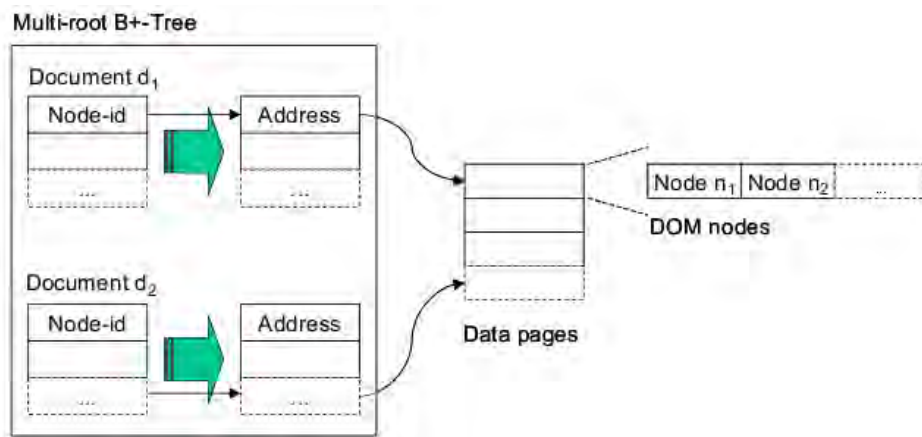 Multi-root B+-Tree
Document d1
Node-id
Address
...
...
Document d2
Node-id
Address
...
...
Node n1
Node n2
...
DOM nodes
Data pages